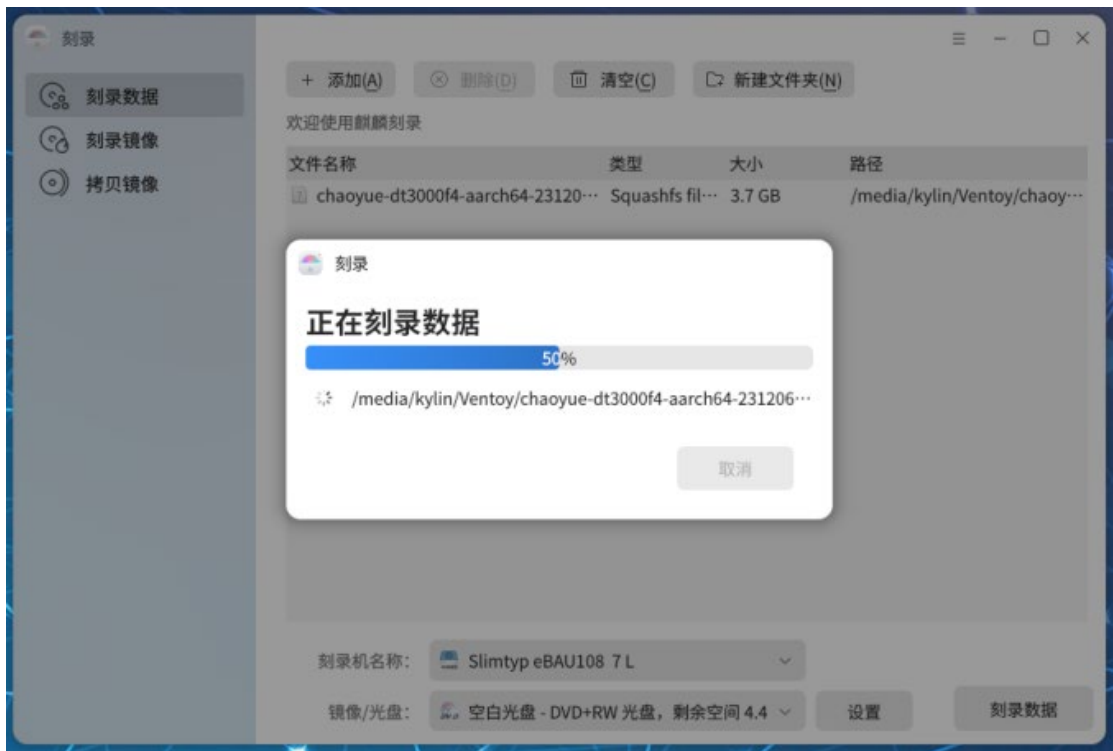 刻录
刻录数据
刻录镜像
拷贝镜像
+ 添加(A) 删除(D) 清空(C) 新建文件夹(N)
欢迎使用麒麟刻录
文件名称 类型 大小 路径
chaoyue-dt3000f4-aarch64-23120··· Squashfs fil··· 3.7 GB /media/kylin/Ventoy/chaoy···
刻录
正在刻录数据
50%
/media/kylin/Ventoy/chaoyue-dt3000f4-aarch64-231206···
取消
刻录机名称: Slimtyp eBAU108 7 L
镜像/光盘: 空白光盘 - DVD+RW 光盘，剩余空间 4.4 设置 刻录数据